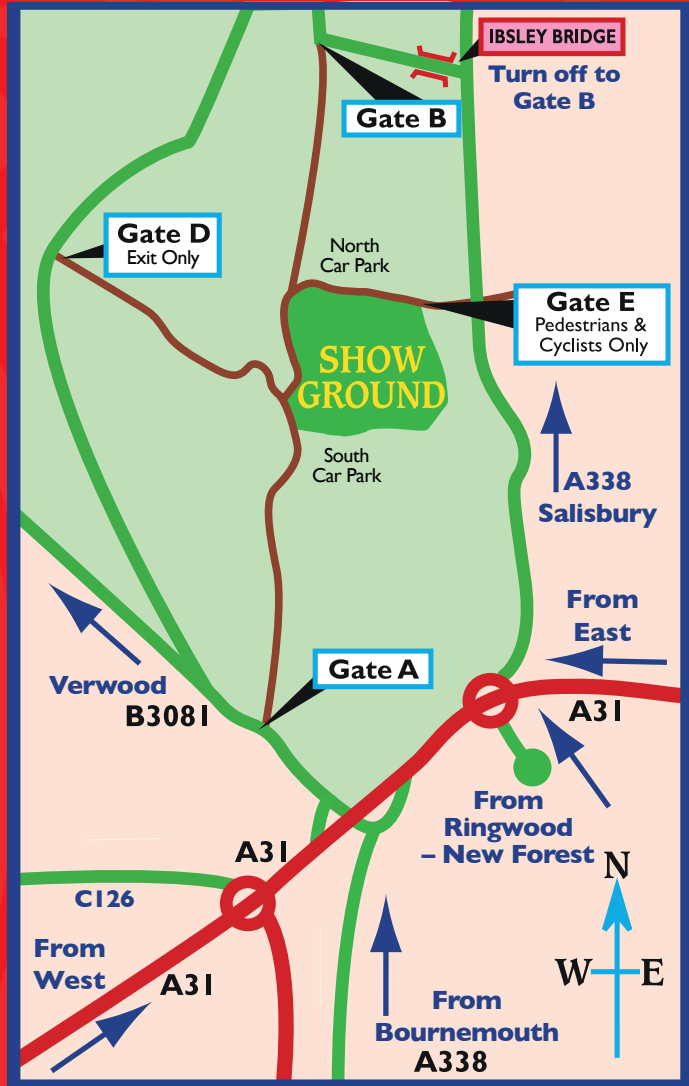 IBSLEY BRIDGE
Turn off to
Gate B
Gate B
Gate D
Exit Only
North
Car Park
Gate E
Pedestrians &
Cyclists Only
SHOW
GROUND
South
Car Park
A338
Salisbury
From
East
Gate A
Verwood
B3081
A31
From
Ringwood
– New Forest
A31
C126
From
West
A31
From
Bournemouth
A338
N
W E